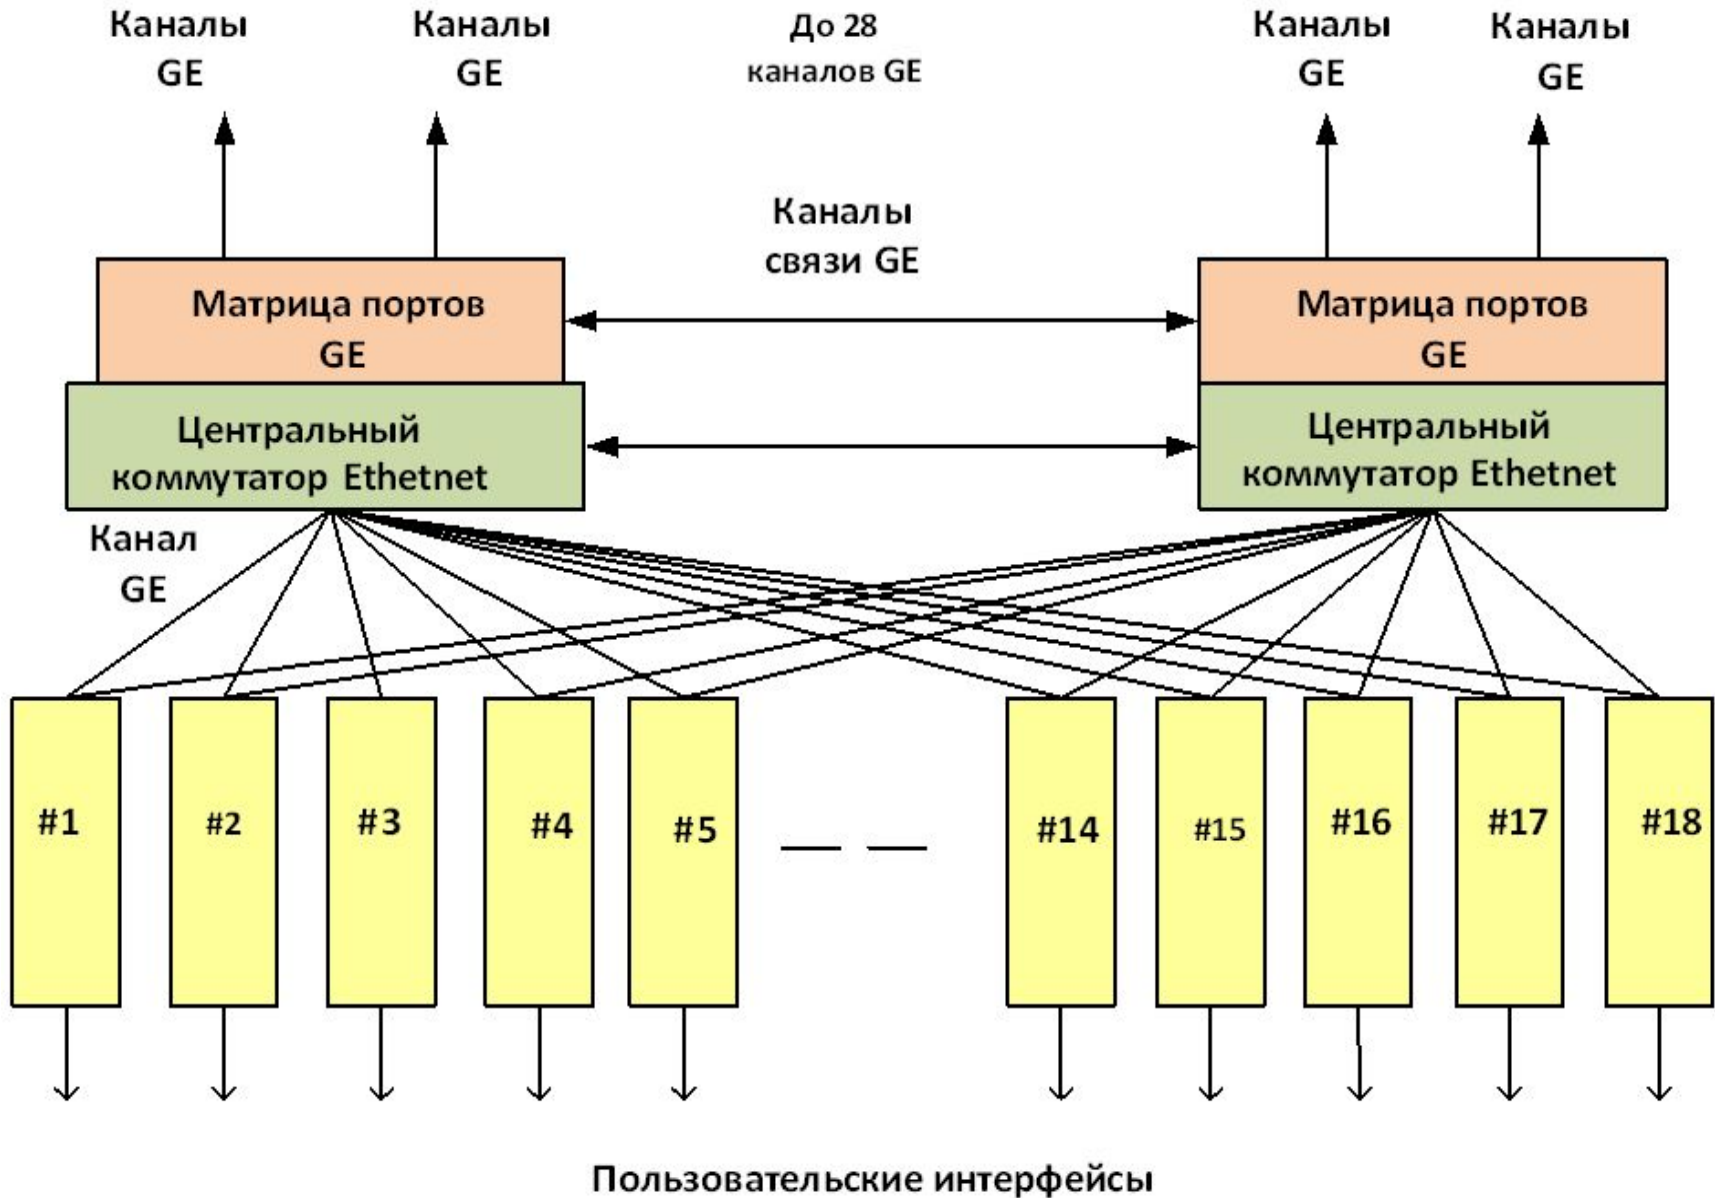 Каналы
GE
Каналы
GE
До 28
каналов GE
Каналы
GE
Каналы
GE
Каналы
связи GE
Матрица портов
GE
Матрица портов
GE
Центральный
коммутатор Ethetnet
Центральный
коммутатор Ethetnet
Канал
GE
#1
#2
#3
#4
#5
#14
#15
#16
#17
#18
Пользовательские интерфейсы